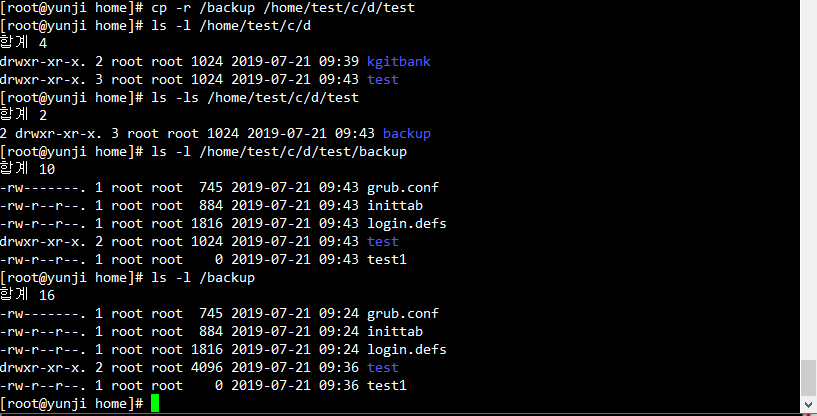 [root@yunji home]# cp -r /backup /home/test/c/d/test
[root@yunji home]# ls -l /home/test/c/d
합계 4
drwxr-xr-x. 2 root root 1024 2019-07-21 09:39 kgitbank
drwxr-xr-x. 3 root root 1024 2019-07-21 09:43 test
[root@yunji home]# ls -ls /home/test/c/d/test
합계 2
2 drwxr-xr-x. 3 root root 1024 2019-07-21 09:43 backup
[root@yunji home]# ls -l /home/test/c/d/test/backup
합계 10
-rw-------. 1 root root  745 2019-07-21 09:43 grub.conf
-rw-r--r--. 1 root root  884 2019-07-21 09:43 inittab
-rw-r--r--. 1 root root 1816 2019-07-21 09:43 login.defs
drwxr-xr-x. 2 root root 1024 2019-07-21 09:43 test
-rw-r--r--. 1 root root    0 2019-07-21 09:43 test1
[root@yunji home]# ls -l /backup
합계 16
-rw-------. 1 root root  745 2019-07-21 09:24 grub.conf
-rw-r--r--. 1 root root  884 2019-07-21 09:24 inittab
-rw-r--r--. 1 root root 1816 2019-07-21 09:24 login.defs
drwxr-xr-x. 2 root root 4096 2019-07-21 09:36 test
-rw-r--r--. 1 root root    0 2019-07-21 09:36 test1
[root@yunji home]#